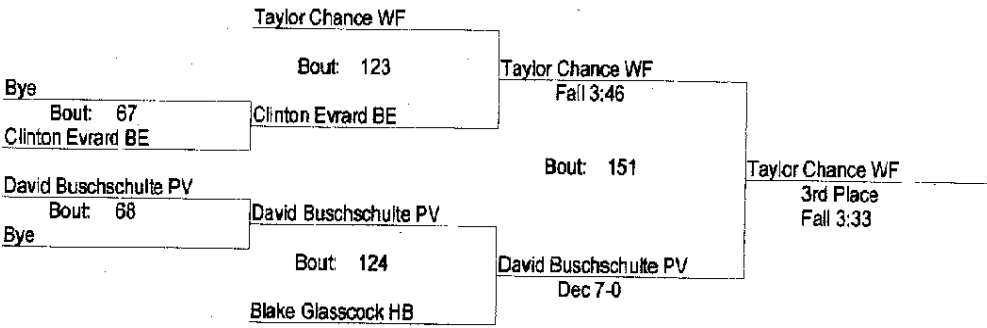 Taylor Chance WF
Bout: 123
Taylor Chance WF
Fall 3:46
Bye
Bout: 67
Clinton Evrard BE
Clinton Evrard BE
Bout: 151
Taylor Chance WF
3rd Place
Fall 3:33
David Buschschulte PV
Bout: 68
Bye
David Buschschulte PV
Bout: 124
David Buschschulte PV
Dec 7-0
Blake Glasscock HB